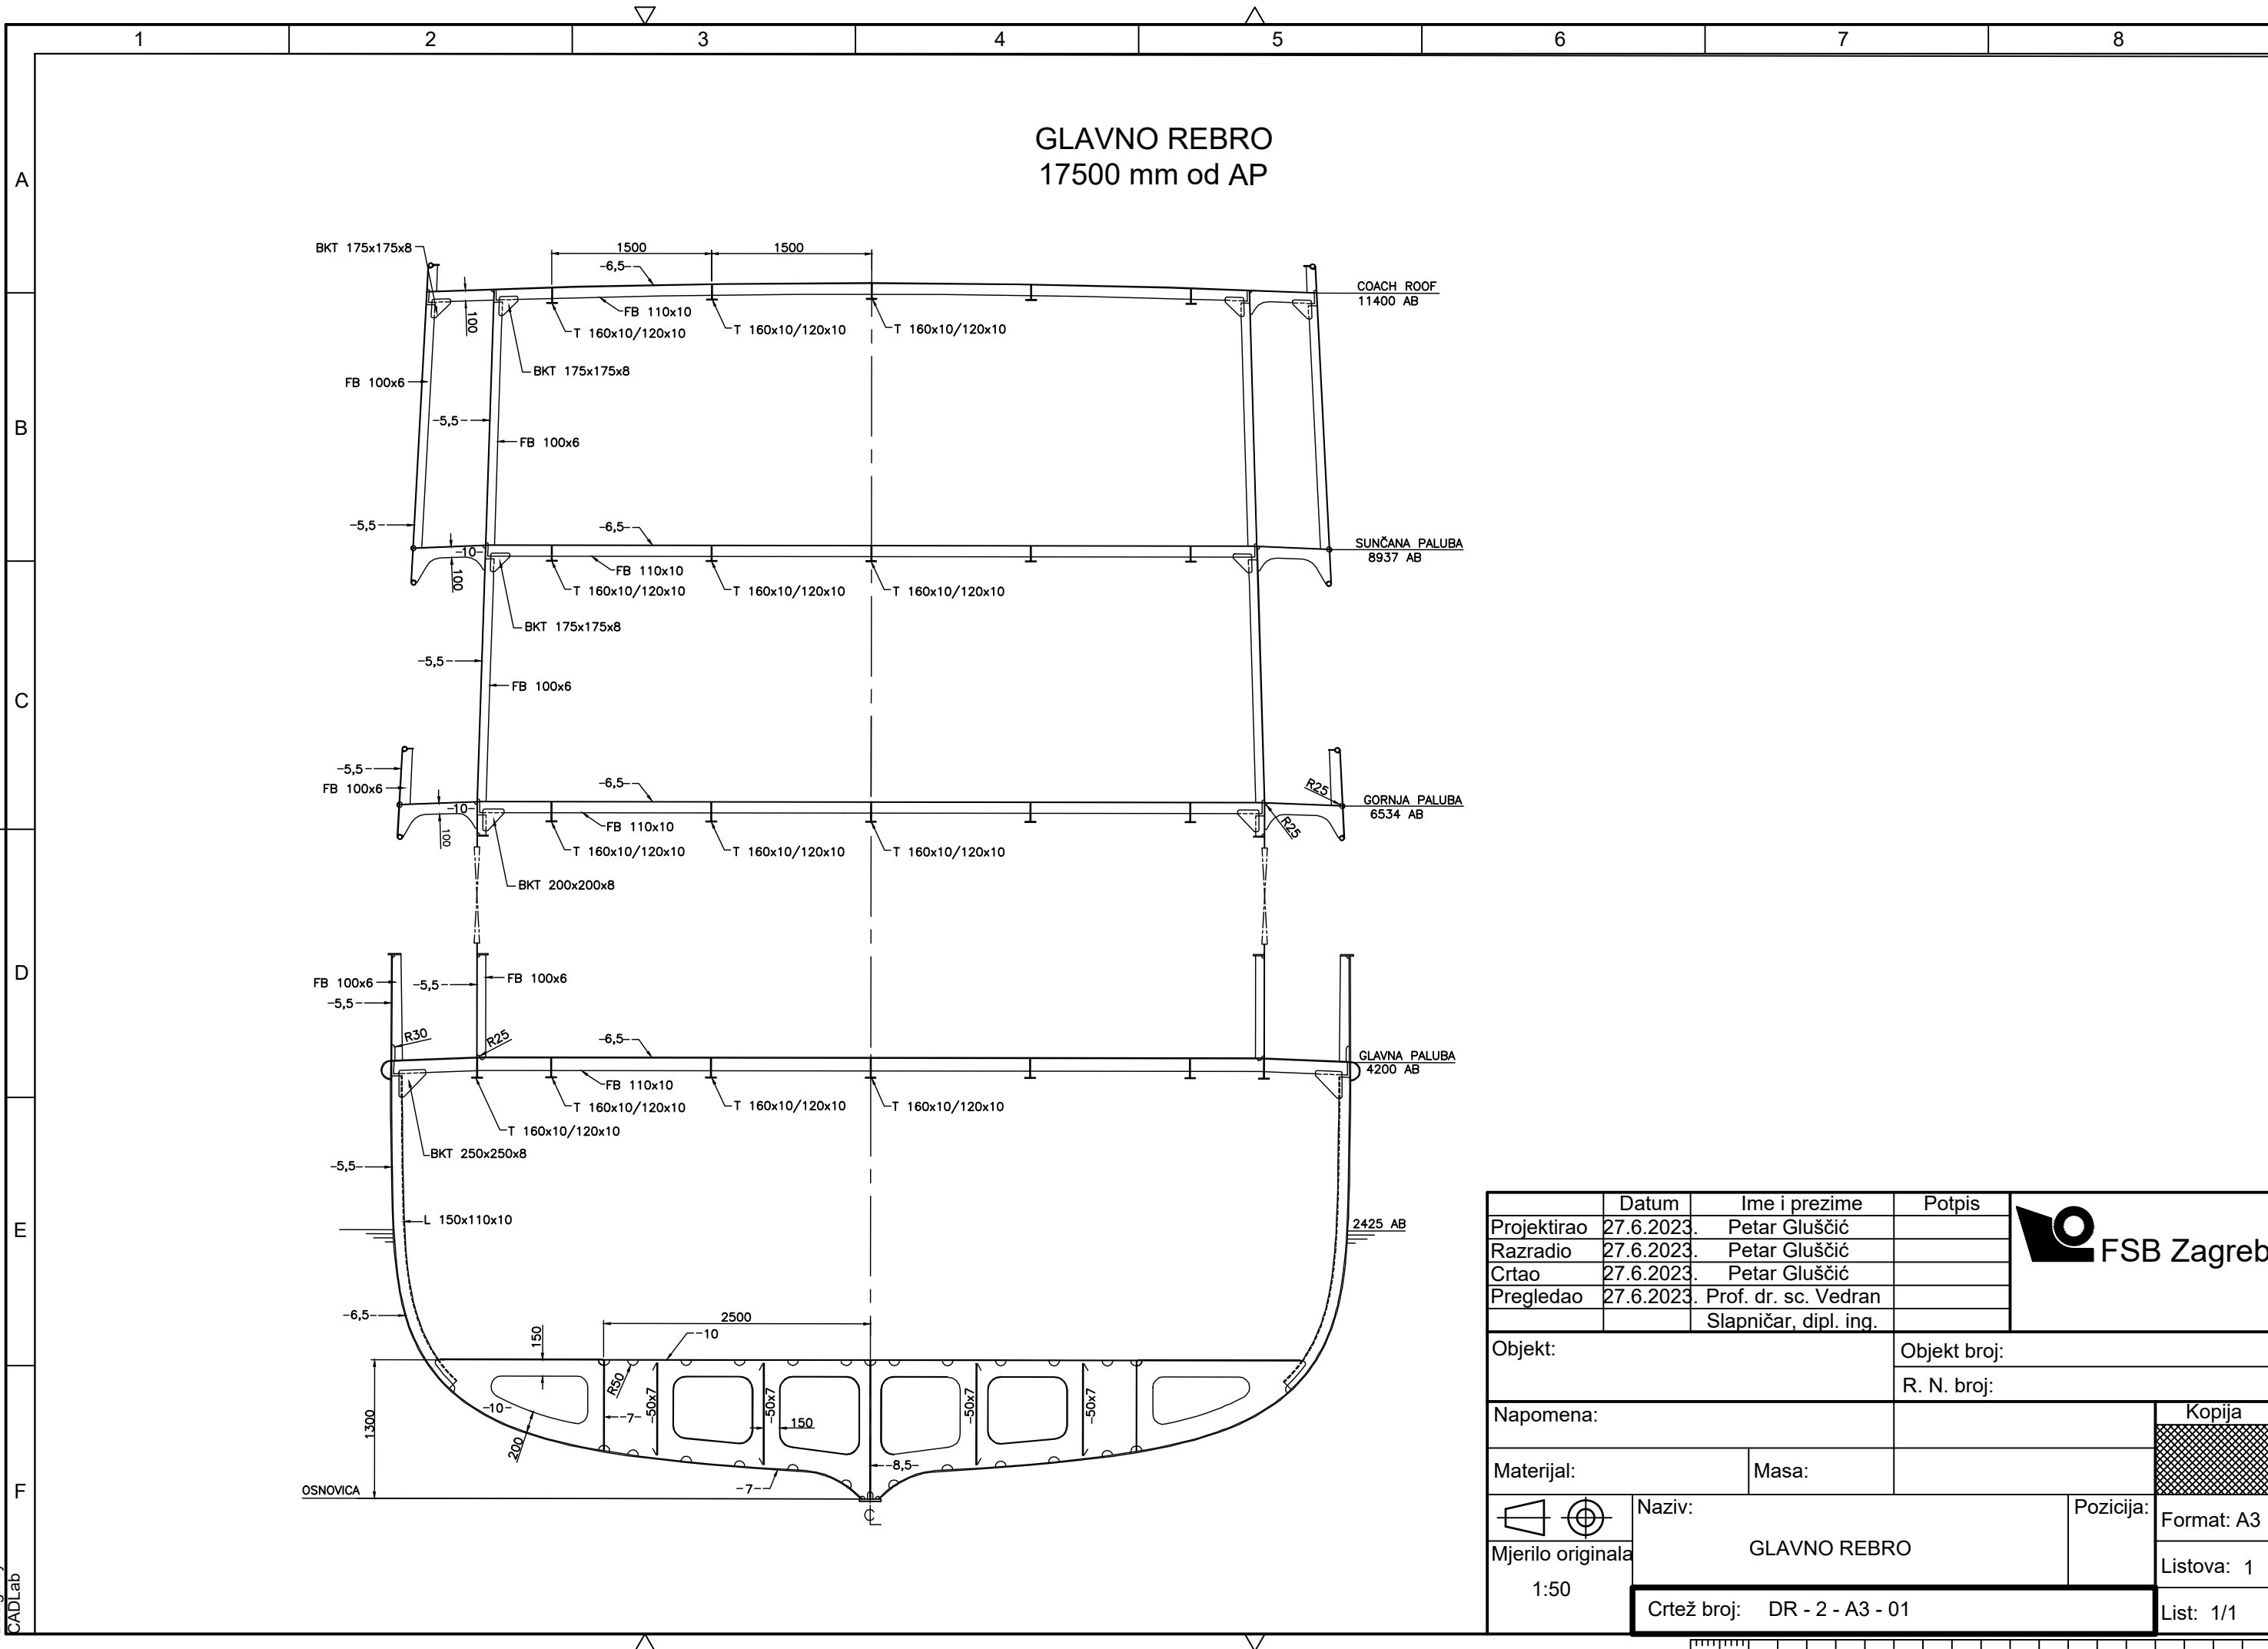 1 2 3 4 5 6 7 8
A
B
C
D
E
F
GLAVNO REBRO
17500 mm od AP
BKT 175x175x8
1500
1500
-6,5-
COACH ROOF
11400 AB
FB 110x10
100
T 160x10/120x10
T 160x10/120x10
T 160x10/120x10
BKT 175x175x8
FB 100x6
-5,5-
FB 100x6
-5,5-
-6,5-
-10-
SUNČANA PALUBA
8937 AB
100
FB 110x10
T 160x10/120x10
T 160x10/120x10
T 160x10/120x10
BKT 175x175x8
-5,5-
FB 100x6
-5,5-
FB 100x6
-6,5-
R25
-10-
GORNJA PALUBA
6534 AB
100
FB 110x10
R25
T 160x10/120x10
T 160x10/120x10
T 160x10/120x10
BKT 200x200x8
FB 100x6
-5,5-
FB 100x6
-5,5-
R30
R25
-6,5-
GLAVNA PALUBA
4200 AB
FB 110x10
T 160x10/120x10
T 160x10/120x10
T 160x10/120x10
T 160x10/120x10
BKT 250x250x8
-5,5-
L 150x110x10
2425 AB
-6,5-
2500
150
-10
R50
-10-
-7-
-50x7
-50x7
-50x7
-50x7
150
1300
200
-8,5-
-7-
OSNOVICA
CADLab
Datum Ime i prezime Potpis
Projektirao 27.6.2023. Petar Gluščić
Razradio 27.6.2023. Petar Gluščić
Crtao 27.6.2023. Petar Gluščić
Pregledao 27.6.2023. Prof. dr. sc. Vedran
Slapničar, dipl. ing.
FSB Zagreb
Objekt:
Objekt broj:
R. N. broj:
Napomena:
Kopija
Materijal:
Masa:
Naziv:
Pozicija:
Format: A3
GLAVNO REBRO
Mjerilo originala
1:50
Listova: 1
Crtež broj: DR - 2 - A3 - 01
List: 1/1